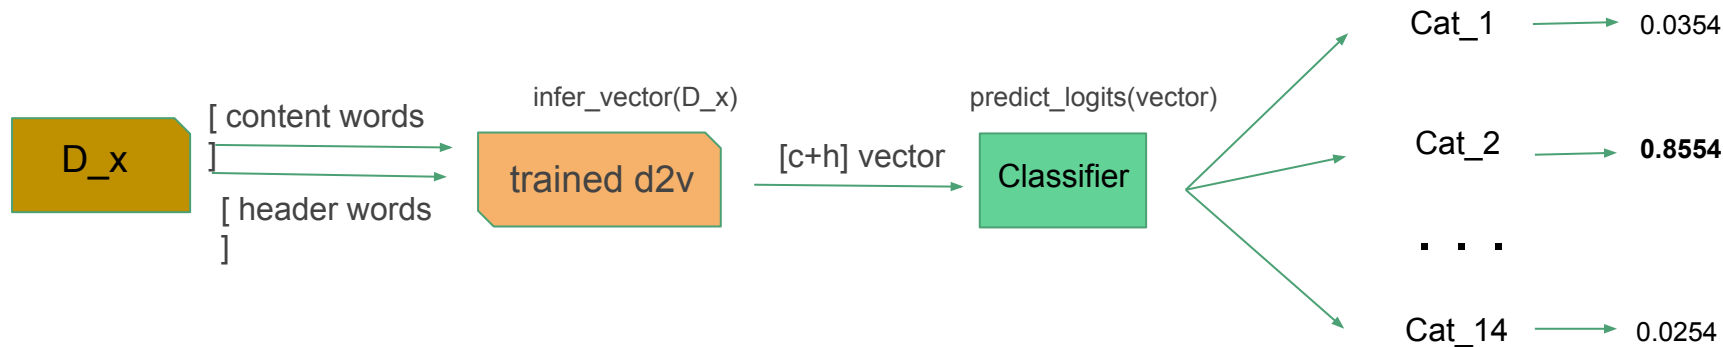 D_x
[ content words
]
[ header words
]
infer_vector(D_x)
trained d2v
[c+h] vector
predict_logits(vector)
Classifier
Cat_1
0.0354
Cat_2
0.8554
. . .
Cat_14
0.0254